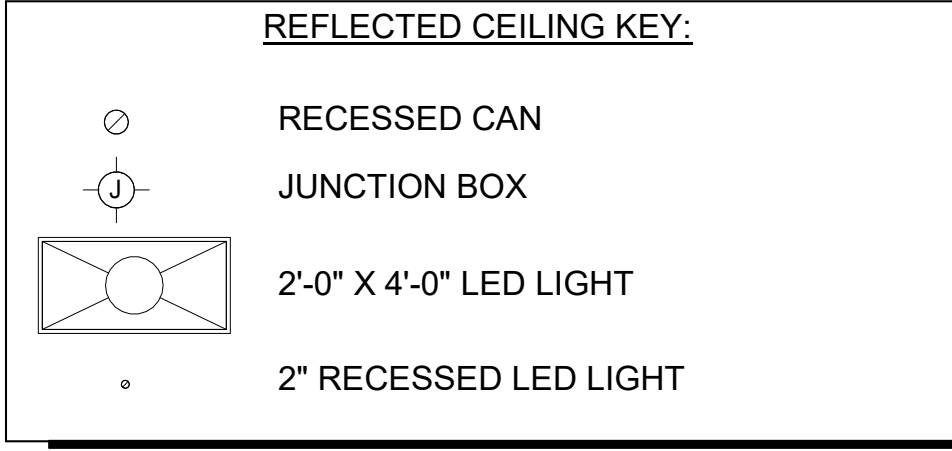 REFLECTED CEILING KEY:
RECESSED CAN
J
JUNCTION BOX
2'-0" X 4'-0" LED LIGHT
2" RECESSED LED LIGHT